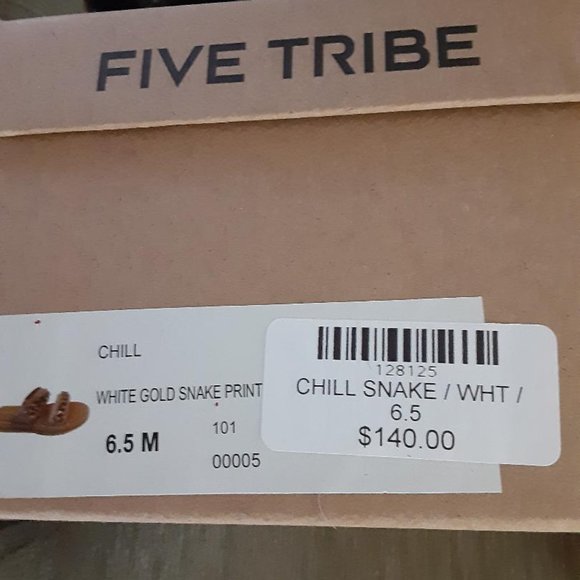 FIVE TRIBE
CHILL
WHITE GOLD SNAKE PRINT
6.5 M
101
00005
128125
CHILL SNAKE / WHT /
6.5
$140.00